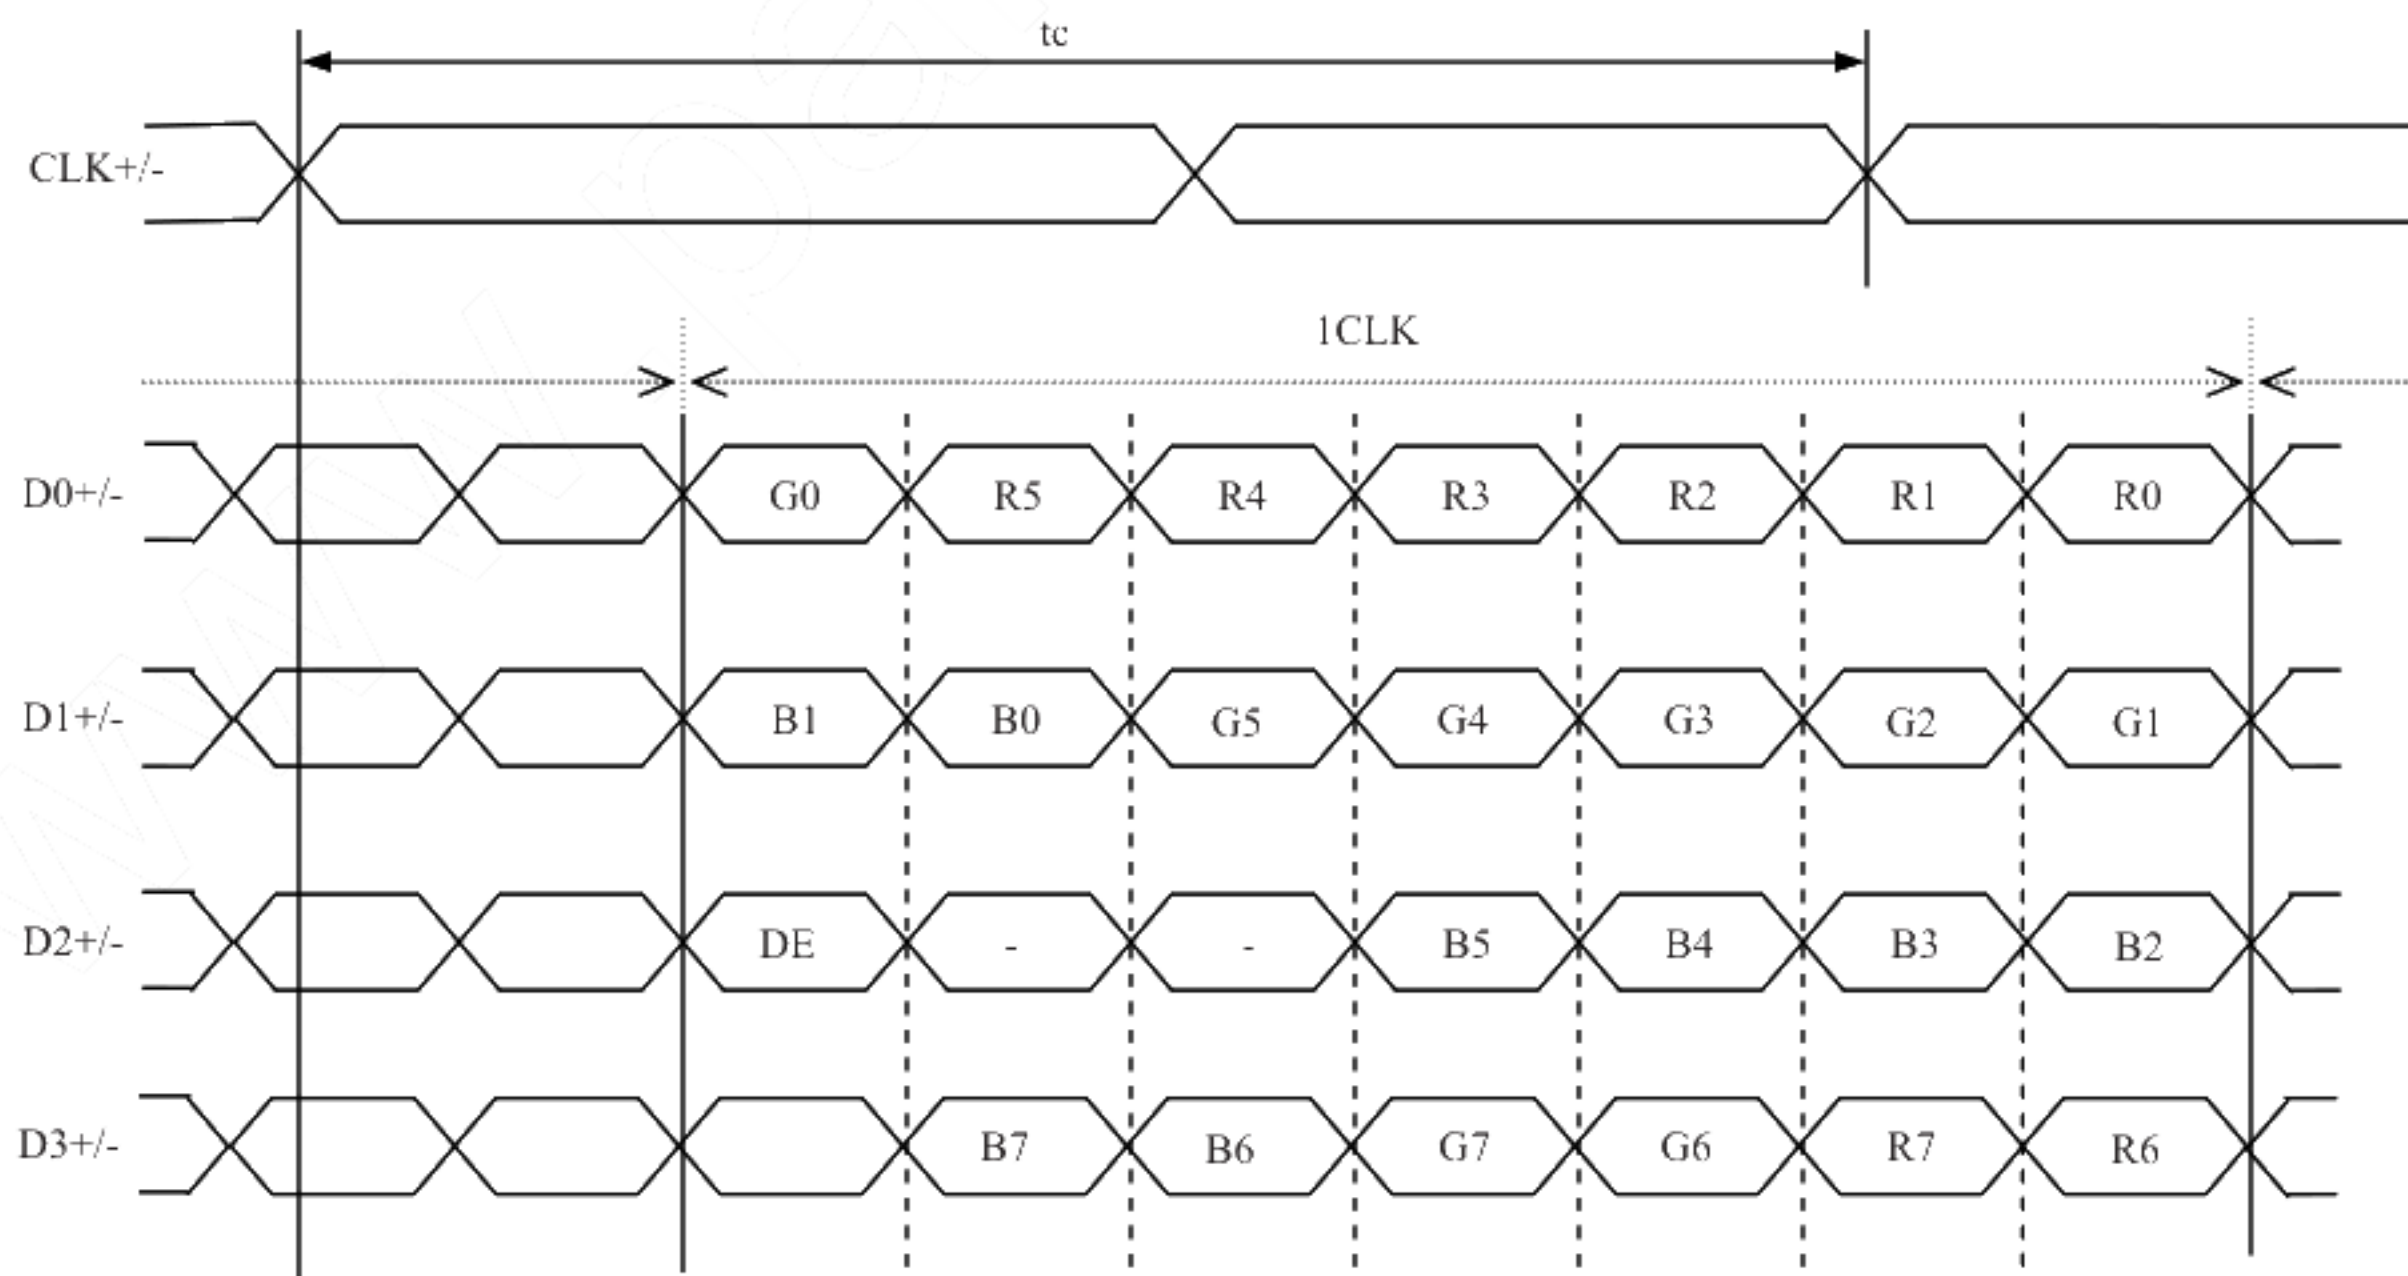 tc
CLK+/-
1CLK
D0+/- G0 R5 R4 R3 R2 R1 R0
D1+/- B1 B0 G5 G4 G3 G2 G1
D2+/- DE - - B5 B4 B3 B2
D3+/- B7 B6 G7 G6 R7 R6